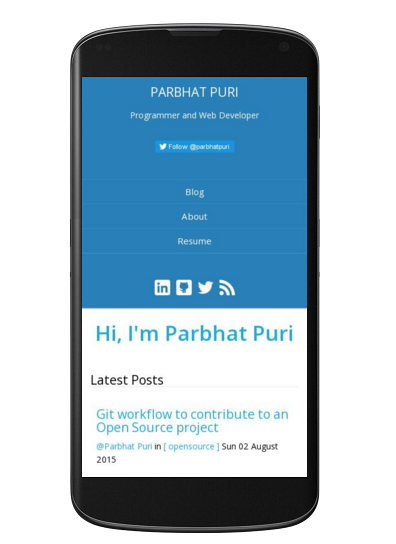 PARBHAT PURI
Programmer and Web Developer
Follow @parbhatpuri
Blog
About
Resume
in
Hi, I'm Parbhat Puri
Latest Posts
Git workflow to contribute to an
Open Source project
@Parbhat Puri in [ opensource ] Sun 02 August
2015